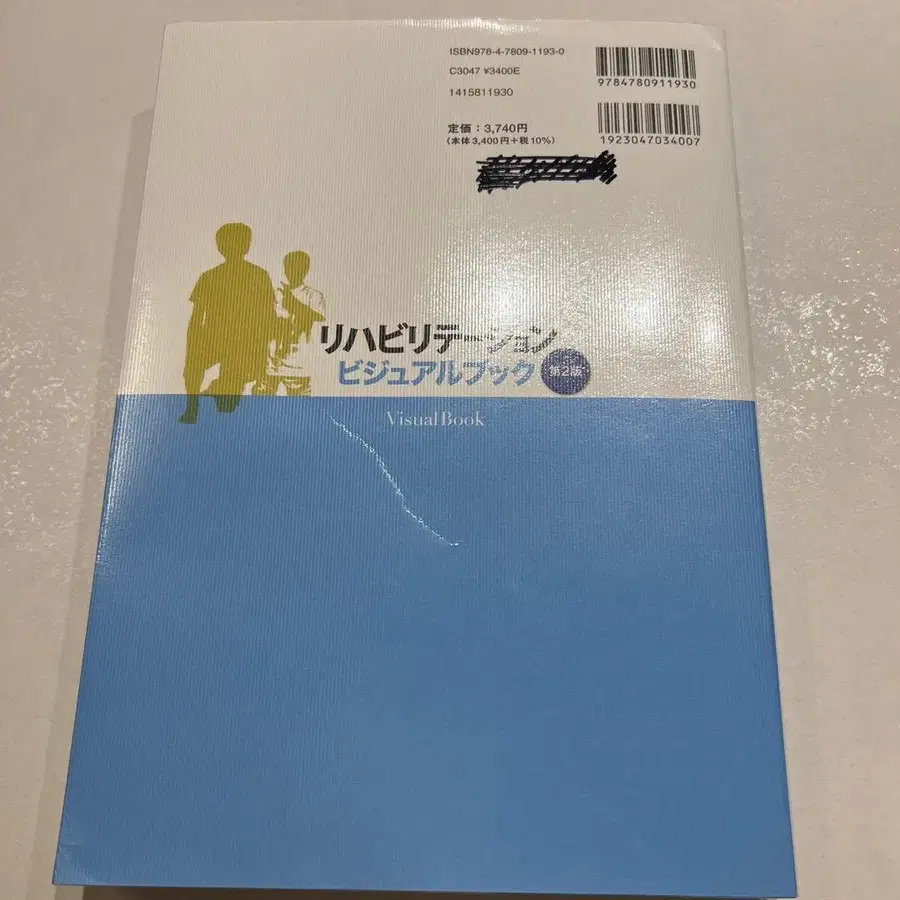 ISBN978-4-7809-1193-0
C3047 ¥3400E
1415811930
定価：3,740円
（本体3,400円＋税10%）
9784780911930
1923047034007
リハビリテーション
ビジュアルブック 第2版
VisualBook